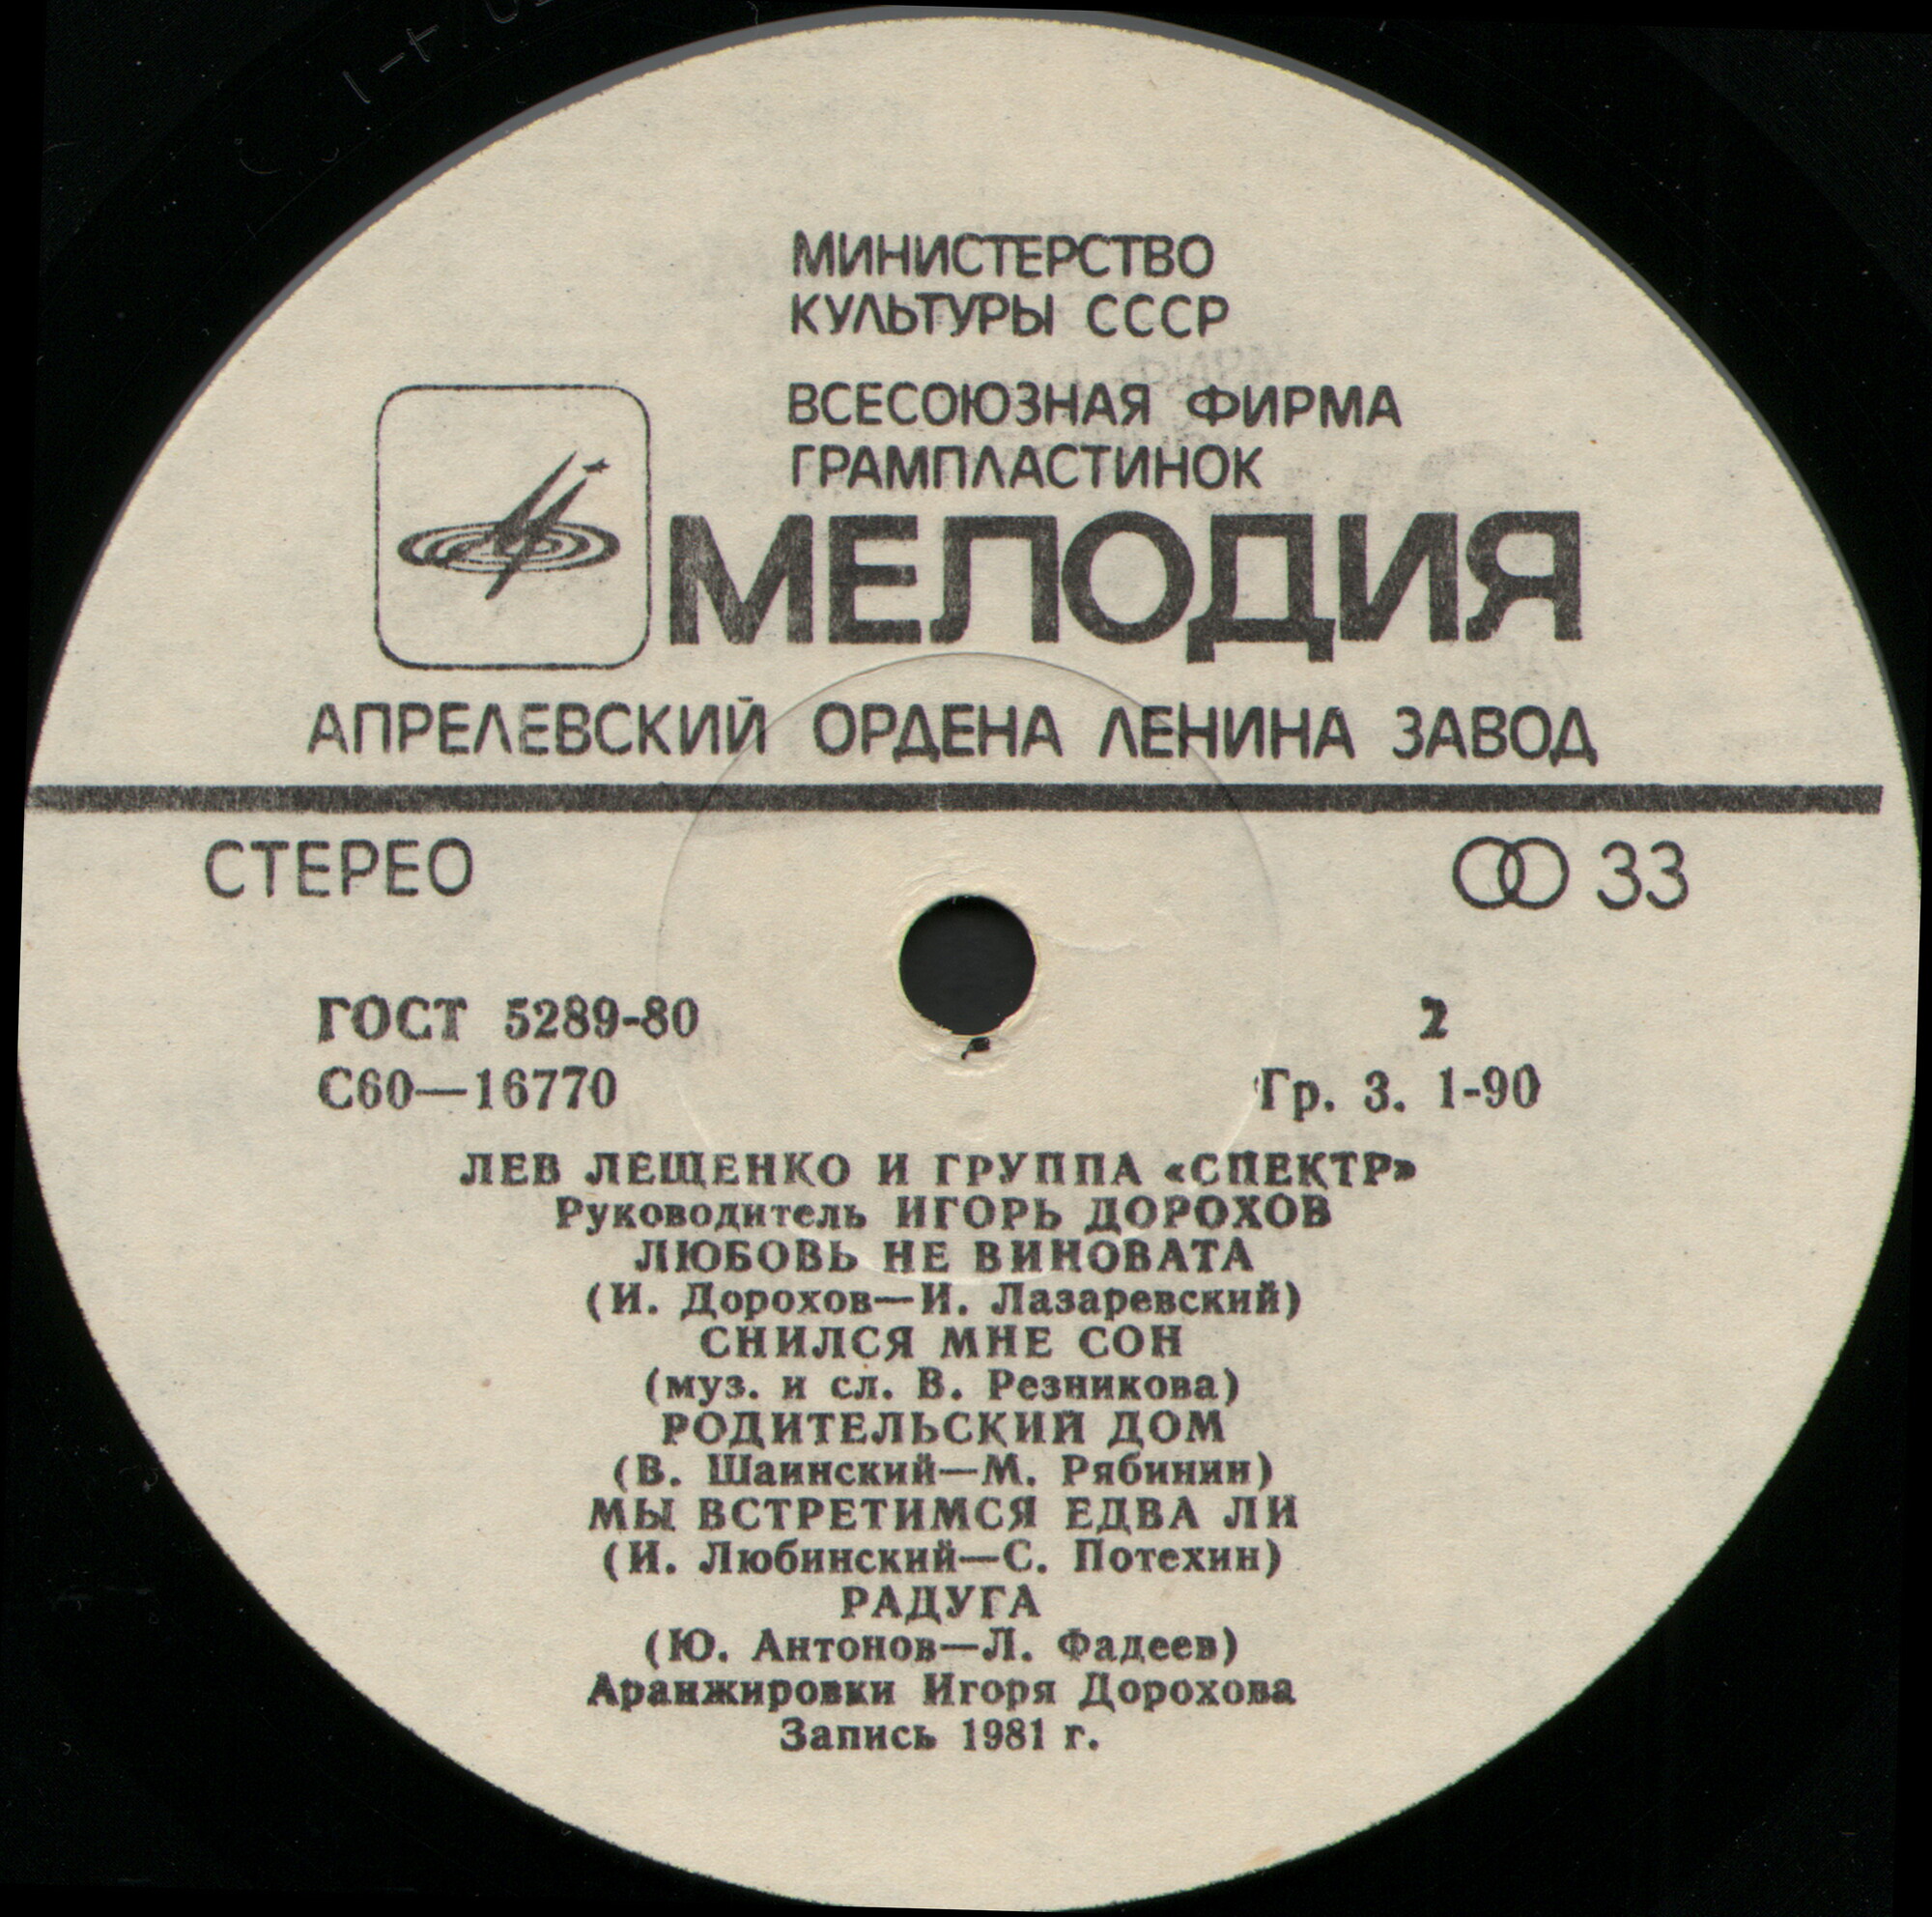 МИНИСТЕРСТВО
КУЛЬТУРЫ СССР
ВСЕСОЮЗНАЯ ФИРМА
ГРАМПЛАСТИНОК
МЕЛОДИЯ
АПРЕЛЕВСКИЙ ОРДЕНА ЛЕНИНА ЗАВОД
СТЕРЕО 33
ГОСТ 5289-80 2
С60—16770 Гр. 3. 1-90
ЛЕВ ЛЕЩЕНКО И ГРУППА «СПЕКТР»
Руководитель ИГОРЬ ДОРОХОВ
ЛЮБОВЬ НЕ ВИНОВАТА
(И. Дорохов—И. Лазаревский)
СНИЛСЯ МНЕ СОН
(муз. и сл. В. Резникова)
РОДИТЕЛЬСКИЙ ДОМ
(В. Шаинский—М. Рябинин)
МЫ ВСТРЕТИМСЯ ЕДВА ЛИ
(И. Любинский—С. Потехин)
РАДУГА
(Ю. Антонов—Л. Фадеев)
Аранжировки Игоря Дорохова
Запись 1981 г.